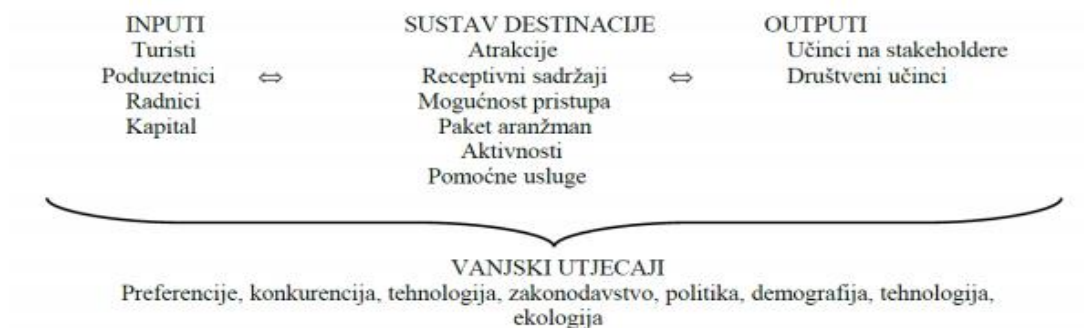 INPUTI
Turisti
Poduzetnici ⇔
Radnici
Kapital
SUSTAV DESTINACIJE
Atrakcije
Receptivni sadržaji ⇔
Mogućnost pristupa
Paket aranžman
Aktivnosti
Pomoćne usluge
OUTPUTI
Učinci na stakeholdere
Društveni učinci
VANJSKI UTJECAJI
Preferencije, konkurencija, tehnologija, zakonodavstvo, politika, demografija, tehnologija,
ekologija